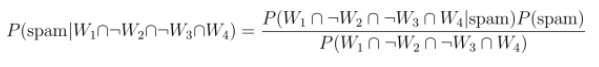 P(spam|W₁∩¬W₂∩¬W₃∩W₄) = P(W₁ ∩ ¬W₂ ∩ ¬W₃ ∩ W₄|spam)P(spam) / P(W₁ ∩ ¬W₂ ∩ ¬W₃ ∩ W₄)